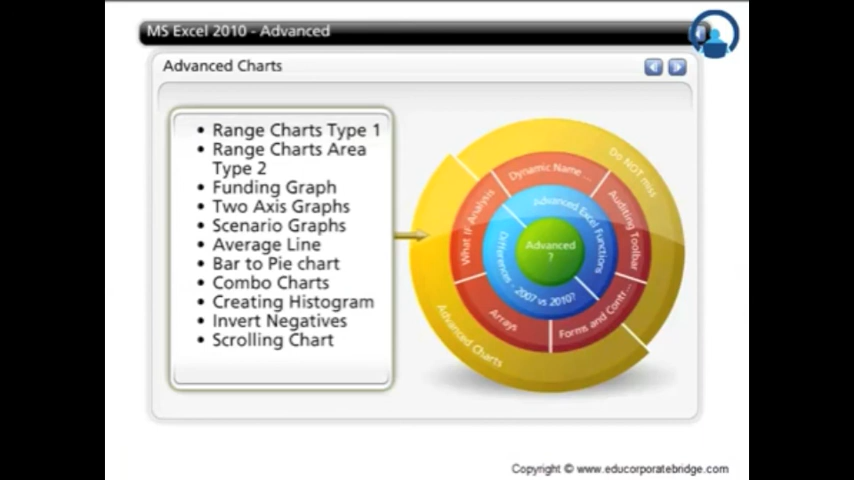 MS Excel 2010 - Advanced
Advanced Charts
• Range Charts Type 1
• Range Charts Area
Type 2
• Funding Graph
• Two Axis Graphs
• Scenario Graphs
• Average Line
• Bar to Pie chart
• Combo Charts
• Creating Histogram
• Invert Negatives
• Scrolling Chart
Do NOT miss
Dynamic Name ...
What IF Analysis
Auditing Toolbar
Advanced Excel Functions
Advanced
?
Differences - 2007 vs 2010?
Arrays
Forms and Contr...
Advanced Charts
Copyright © www.educorporatebridge.com